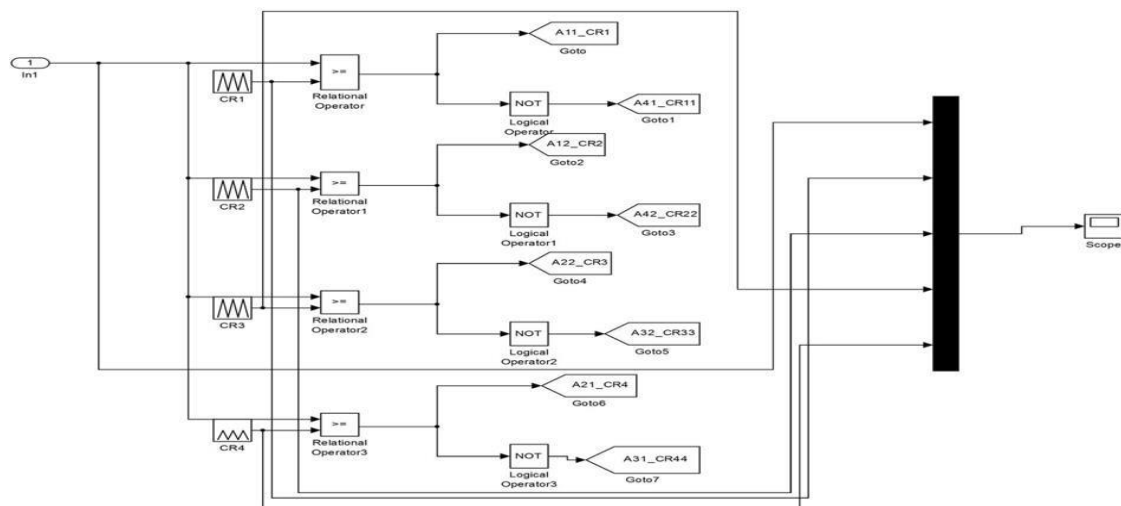 1
In1
CR1
>=
Relational
Operator
A11_CR1
Goto
NOT
Logical
Operator
A41_CR11
Goto1
CR2
>=
Relational
Operator1
A12_CR2
Goto2
NOT
Logical
Operator1
A42_CR22
Goto3
CR3
>=
Relational
Operator2
A22_CR3
Goto4
NOT
Logical
Operator2
A32_CR33
Goto5
CR4
>=
Relational
Operator3
A21_CR4
Goto6
NOT
Logical
Operator3
A31_CR44
Goto7
Scope